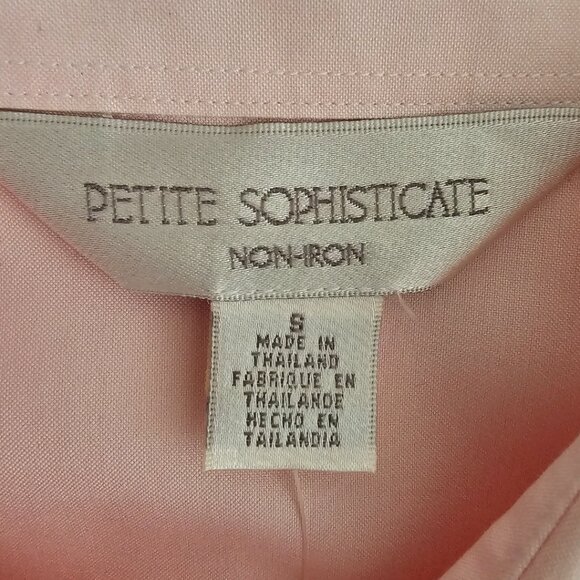 PETITE SOPHISTICATE
NON-IRON
S
MADE IN
THAILAND
FABRIQUE EN
THAILANDE
HECHO EN
TAILANDIA